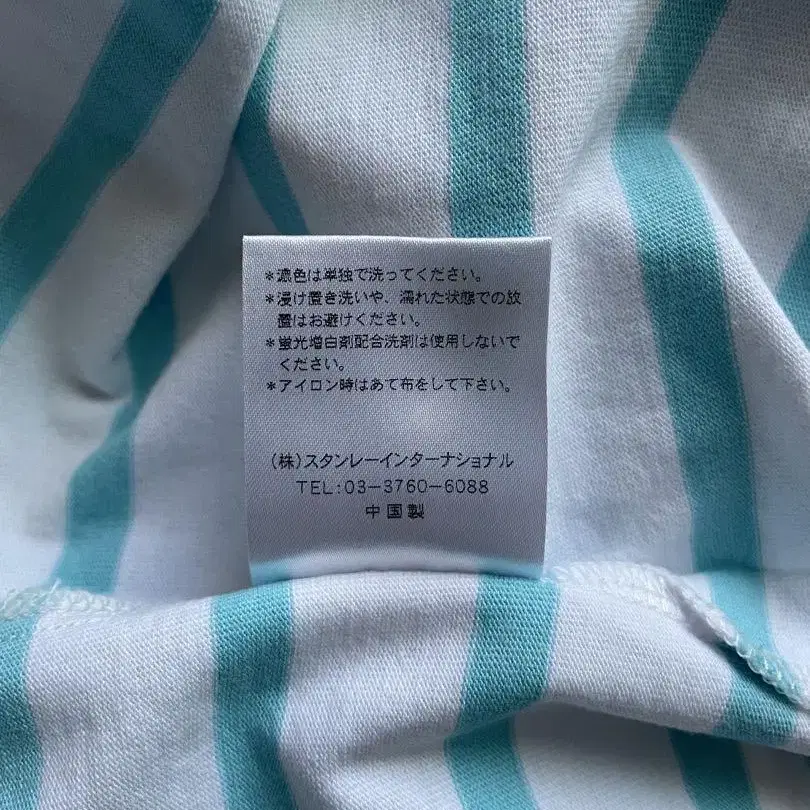 *濃色は単独で洗ってください。
*浸け置き洗いや、濡れた状態での放
置はお避けください。
*蛍光増白剤配合洗剤は使用しないで
ください。
*アイロン時はあて布をして下さい。
(株)スタンレーインターナショナル
TEL:03-3760-6088
中国製